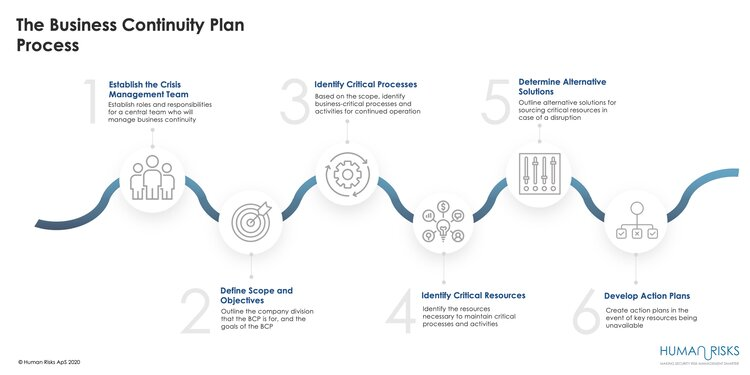 The Business Continuity Plan
Process
1
Establish the Crisis
Management Team
Establish roles and responsibilities
for a central team who will
manage business continuity
2
Define Scope and
Objectives
Outline the company division
that the BCP is for, and the
goals of the BCP
3
Identify Critical Processes
Based on the scope, identify
business-critical processes and
activities for continued operation
4
Identify Critical Resources
Identify the resources
necessary to maintain critical
processes and activities
5
Determine Alternative
Solutions
Outline alternative solutions for
sourcing critical resources in
case of a disruption
6
Develop Action Plans
Create action plans in the
event of key resources being
unavailable
$
© Human Risks ApS 2020
HUMAN RISKS
MAKING SECURITY RISK MANAGEMENT SMARTER